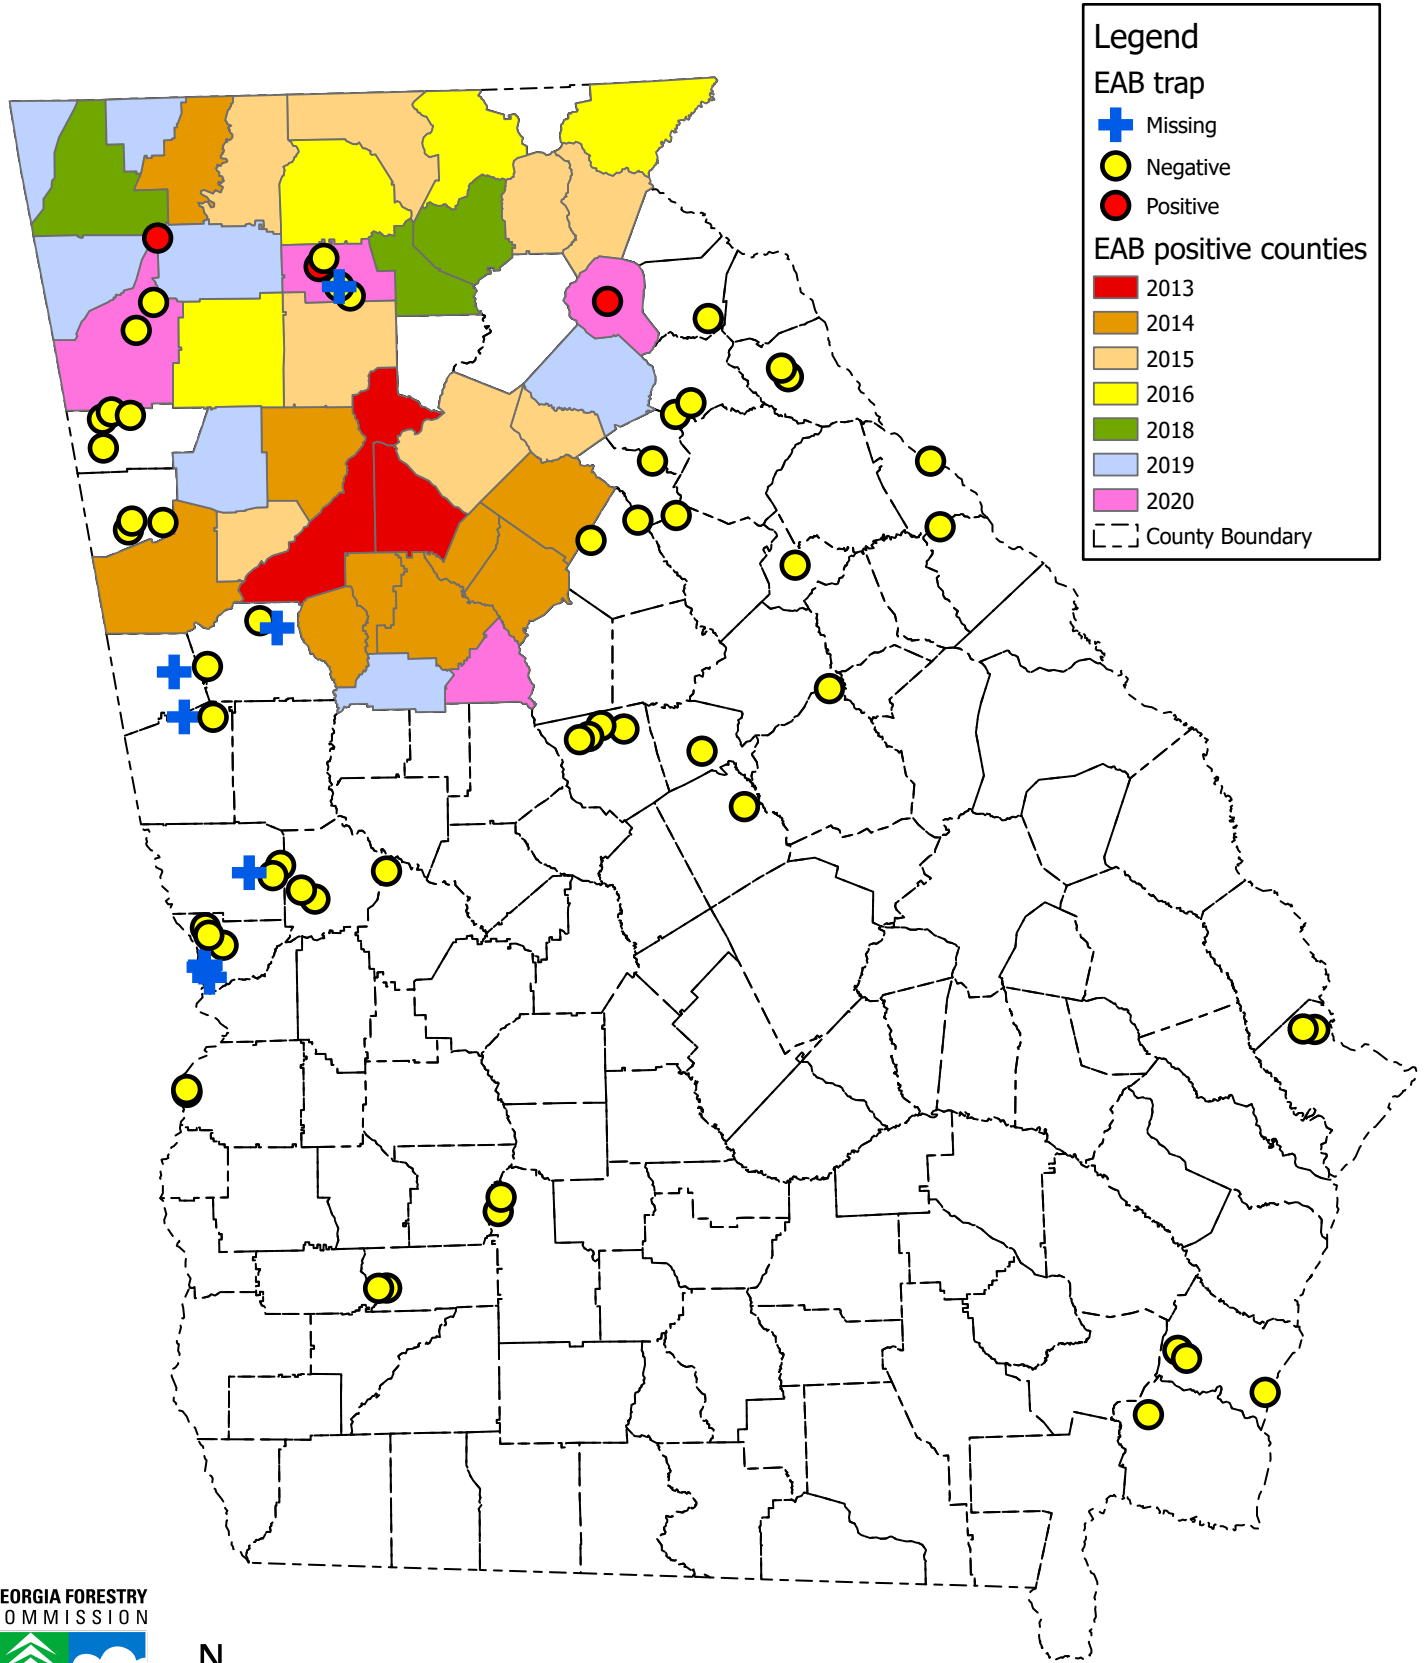 Legend
EAB trap
Missing
Negative
Positive
EAB positive counties
2013
2014
2015
2016
2018
2019
2020
County Boundary
EORGIA FORESTRY
OMMISSION
N